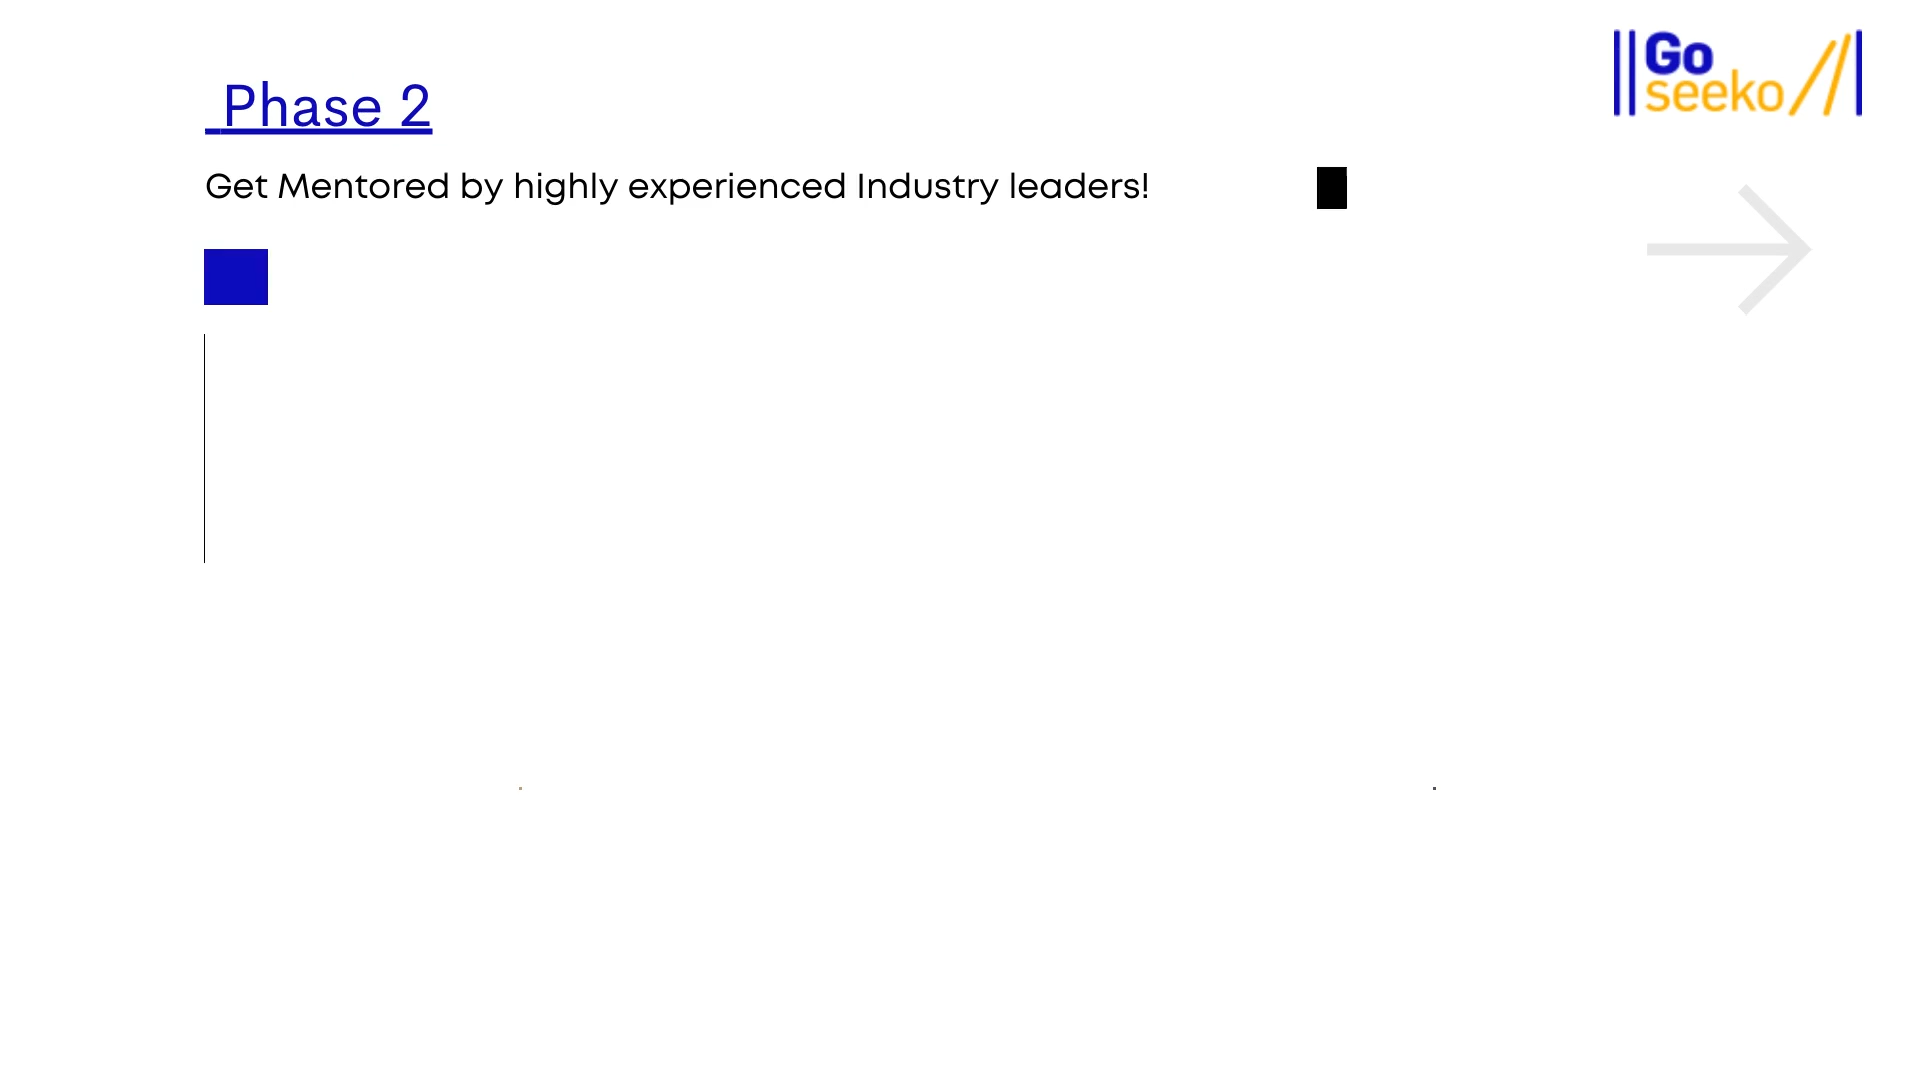 Go
seeko
Phase 2
Get Mentored by highly experienced Industry leaders!